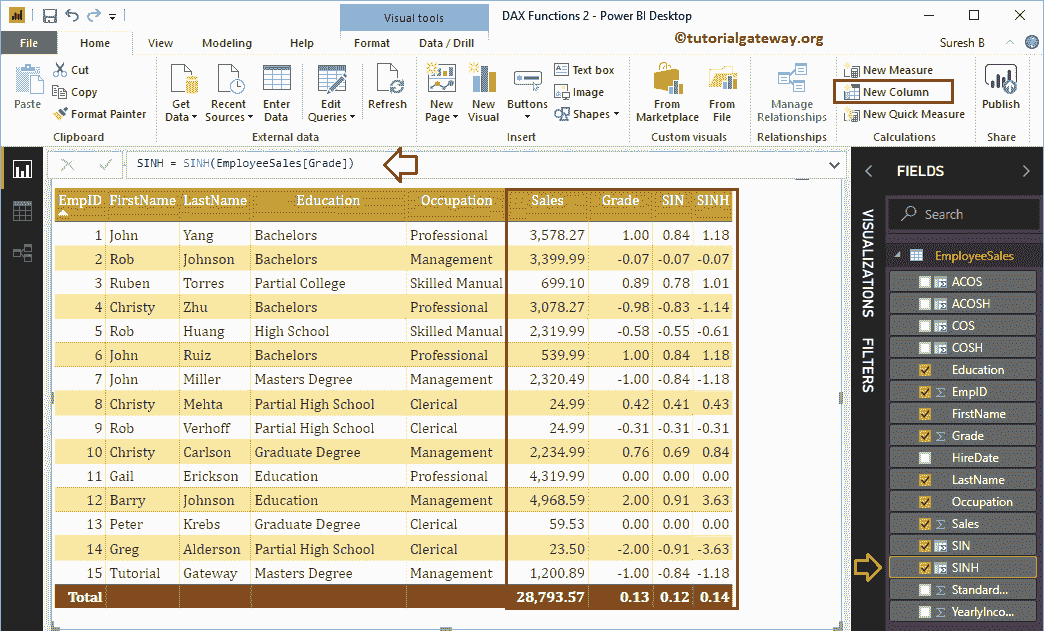 Visual tools
DAX Functions 2 - Power BI Desktop
©tutorialgateway.org
File Home View Modeling Help Format Data / Drill Suresh B
Paste
Cut
Copy
Format Painter
Clipboard
Get Data
Recent Sources
Enter Data
Edit Queries
Refresh
External data
New Page
New Visual
Buttons
Text box
Image
Shapes
Insert
From Marketplace
From File
Custom visuals
Manage Relationships
Relationships
New Measure
New Column
New Quick Measure
Calculations
Publish
Share
SINH = SINH(EmployeeSales[Grade])
EmpID FirstName LastName Education Occupation Sales Grade SIN SINH
1 John Yang Bachelors Professional 3,578.27 1.00 0.84 1.18
2 Rob Johnson Bachelors Management 3,399.99 -0.07 -0.07 -0.07
3 Ruben Torres Partial College Skilled Manual 699.10 0.89 0.78 1.01
4 Christy Zhu Bachelors Professional 3,078.27 -0.98 -0.83 -1.14
5 Rob Huang High School Skilled Manual 2,319.99 -0.58 -0.55 -0.61
6 John Ruiz Bachelors Professional 539.99 1.00 0.84 1.18
7 John Miller Masters Degree Management 2,320.49 -1.00 -0.84 -1.18
8 Christy Mehta Partial High School Clerical 24.99 0.42 0.41 0.43
9 Rob Verhoff Partial High School Clerical 24.99 -0.31 -0.31 -0.31
10 Christy Carlson Graduate Degree Management 2,234.99 0.76 0.69 0.84
11 Gail Erickson Education Professional 4,319.99 0.00 0.00 0.00
12 Barry Johnson Education Management 4,968.59 2.00 0.91 3.63
13 Peter Krebs Graduate Degree Clerical 59.53 0.00 0.00 0.00
14 Greg Alderson Partial High School Clerical 23.50 -2.00 -0.91 -3.63
15 Tutorial Gateway Masters Degree Management 1,200.89 -1.00 -0.84 -1.18
Total 28,793.57 0.13 0.12 0.14
VISUALIZATIONS
FILTERS
FIELDS
Search
EmployeeSales
ACOS
ACOSH
COS
COSH
Education
EmpID
FirstName
Grade
HireDate
LastName
Occupation
Sales
SIN
SINH
Standard...
YearlyInco...